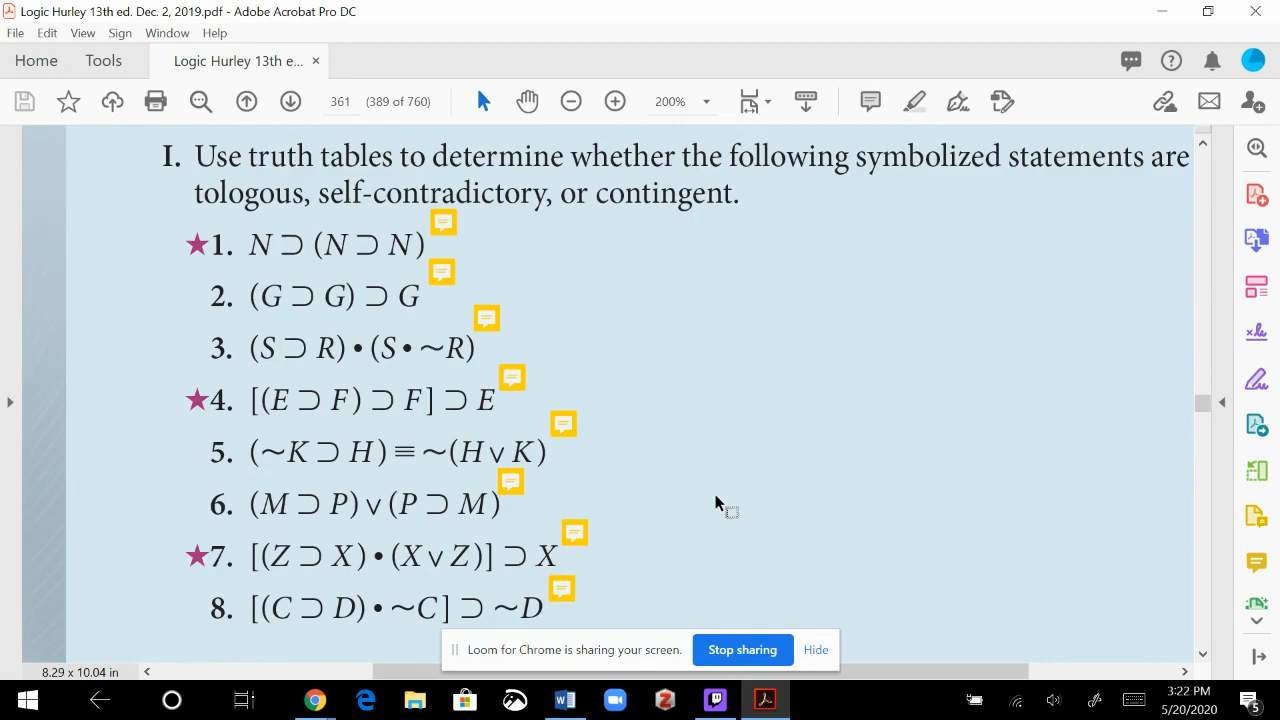 Logic Hurley 13th ed. Dec. 2, 2019.pdf - Adobe Acrobat Pro DC
File Edit View Sign Window Help
Home Tools Logic Hurley 13th e... ×
361 (389 of 760) 200%
I. Use truth tables to determine whether the following symbolized statements are
tologous, self-contradictory, or contingent.
★1. N ⊃ (N ⊃ N)
2. (G ⊃ G) ⊃ G
3. (S ⊃ R) • (S • ~R)
★4. [(E ⊃ F) ⊃ F] ⊃ E
5. (~K ⊃ H) ≡ ~(H ∨ K)
6. (M ⊃ P) ∨ (P ⊃ M)
★7. [(Z ⊃ X) • (X ∨ Z)] ⊃ X
8. [(C ⊃ D) • ~C] ⊃ ~D
Loom for Chrome is sharing your screen. Stop sharing Hide
8.29 x 10.04 in
3:22 PM
5/20/2020
5